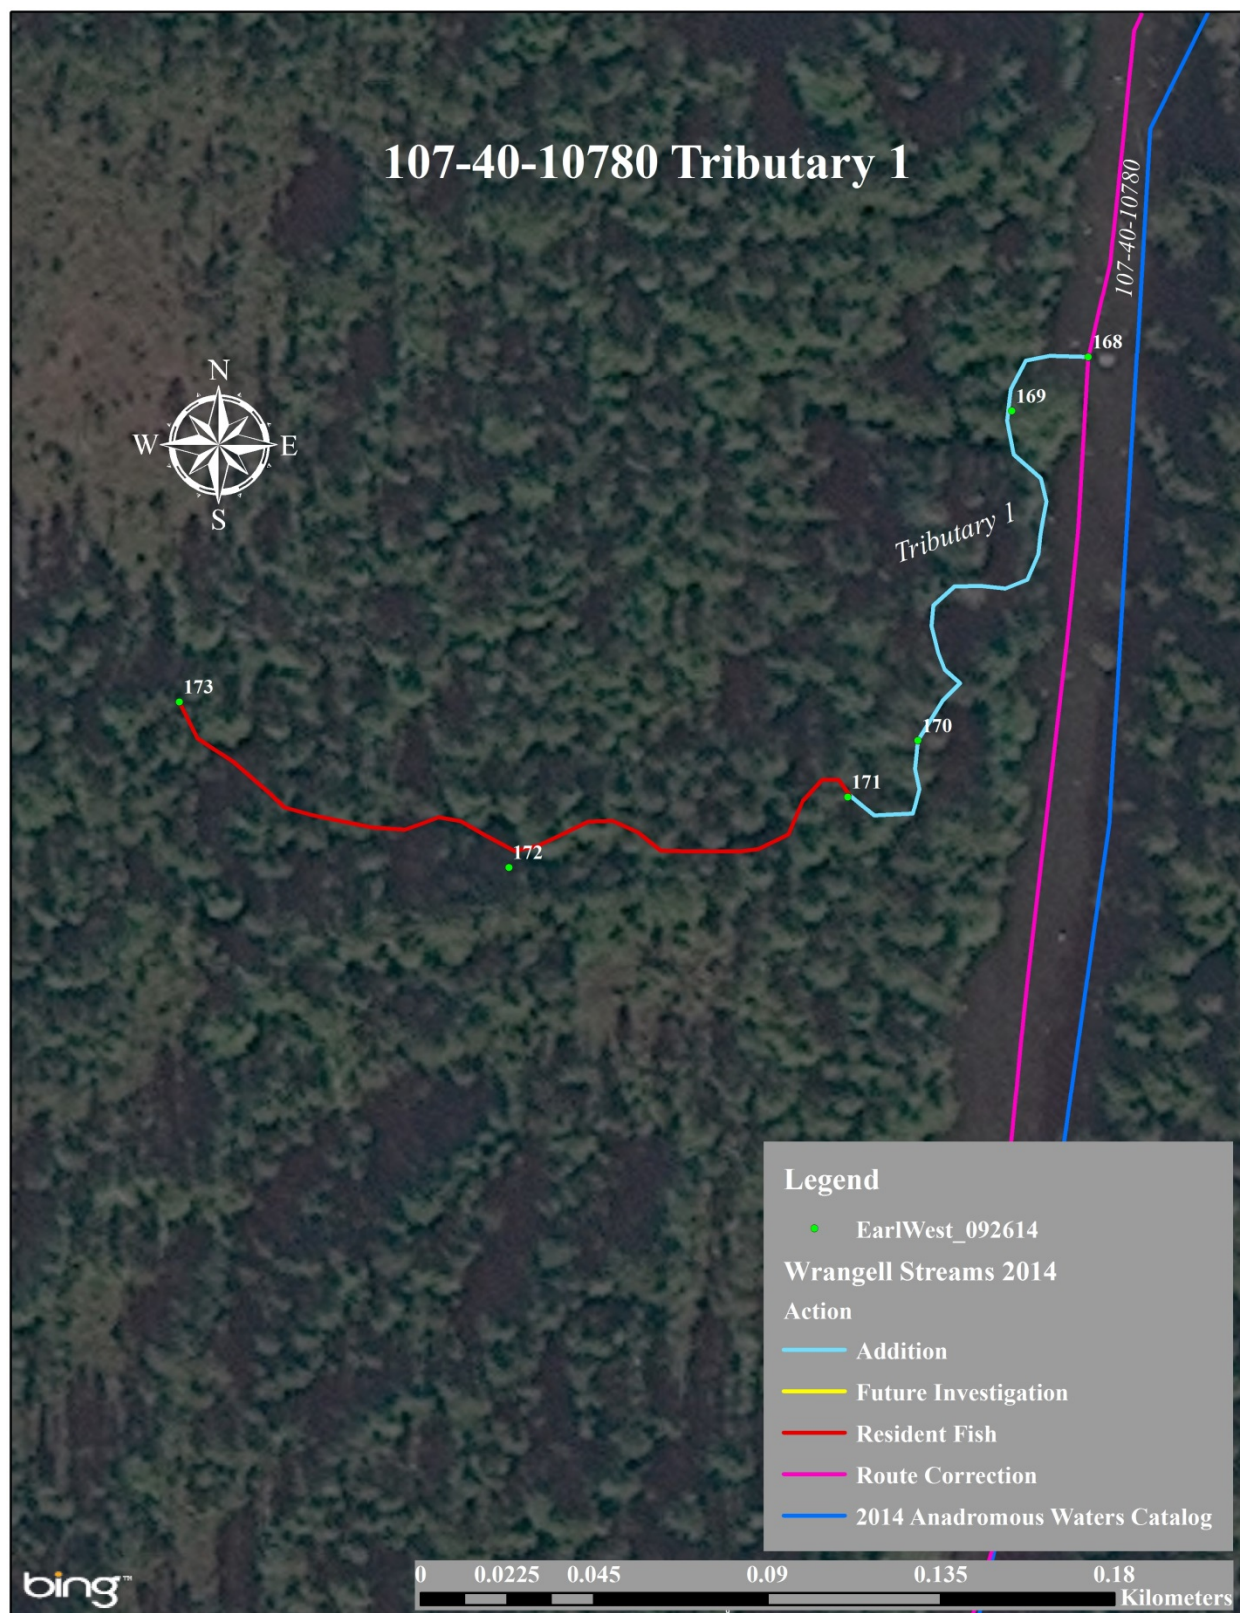 107-40-10780 Tributary 1
107-40-10780
168
169
N
W E
S
Tributary 1
173
170
171
172
Legend
EarlWest_092614
Wrangell Streams 2014
Action
Addition
Future Investigation
Resident Fish
Route Correction
2014 Anadromous Waters Catalog
bing™
0 0.0225 0.045 0.09 0.135 0.18
Kilometers